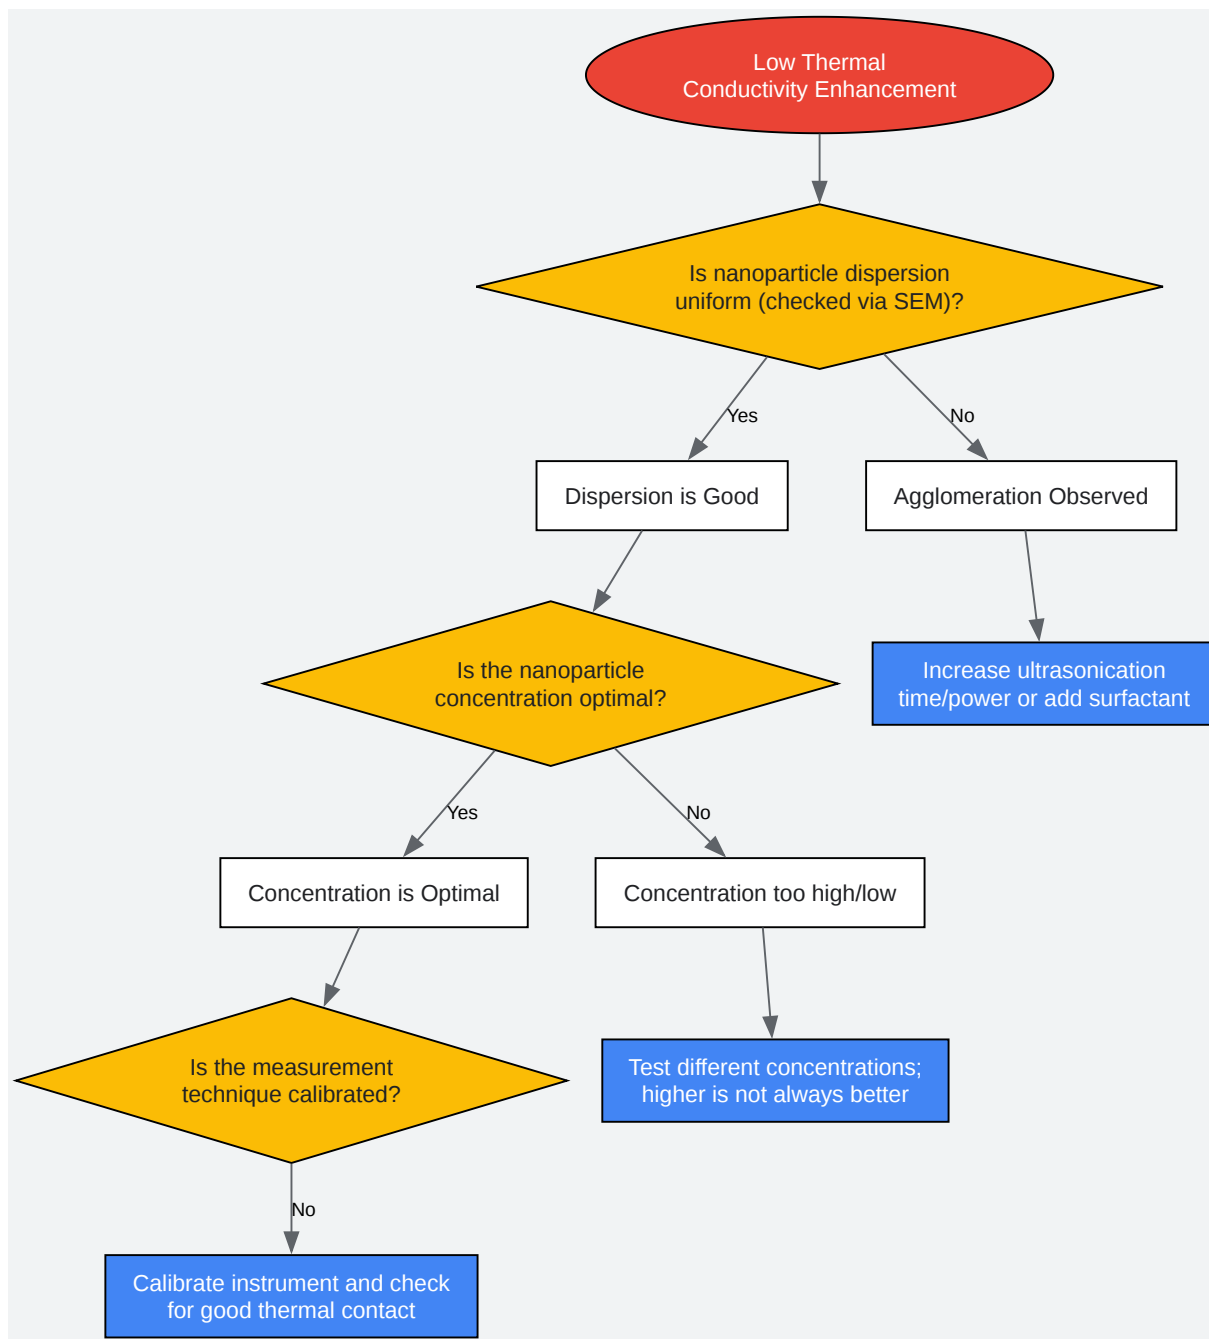 Low Thermal
Conductivity Enhancement
Is nanoparticle dispersion
uniform (checked via SEM)?
Yes
No
Dispersion is Good
Agglomeration Observed
Is the nanoparticle
concentration optimal?
Increase ultrasonication
time/power or add surfactant
Yes
No
Concentration is Optimal
Concentration too high/low
Is the measurement
technique calibrated?
Test different concentrations;
higher is not always better
No
Calibrate instrument and check
for good thermal contact